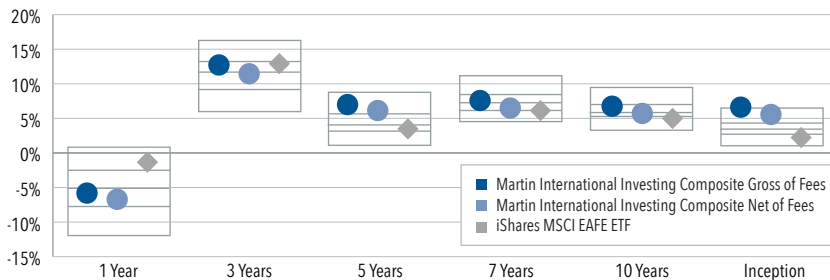 20%
15%
10%
5%
0%
-5%
-10%
-15%
Martin International Investing Composite Gross of Fees
Martin International Investing Composite Net of Fees
iShares MSCI EAFE ETF
1 Year 3 Years 5 Years 7 Years 10 Years Inception